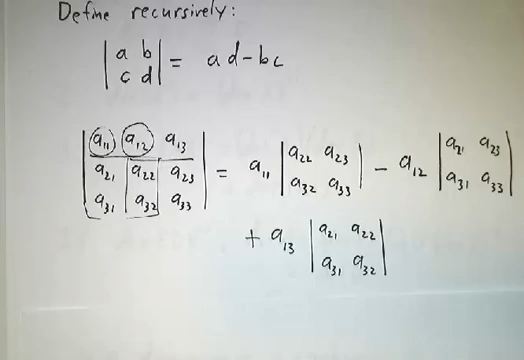 Define recursively:
| a b |
| c d | = ad - bc
| a₁₁ a₁₂ a₁₃ |
| a₂₁ a₂₂ a₂₃ |
| a₃₁ a₃₂ a₃₃ | = a₁₁ | a₂₂ a₂₃ | - a₁₂ | a₂₁ a₂₃ |
| a₃₂ a₃₃ | | a₃₁ a₃₃ |
+ a₁₃ | a₂₁ a₂₂ |
| a₃₁ a₃₂ |